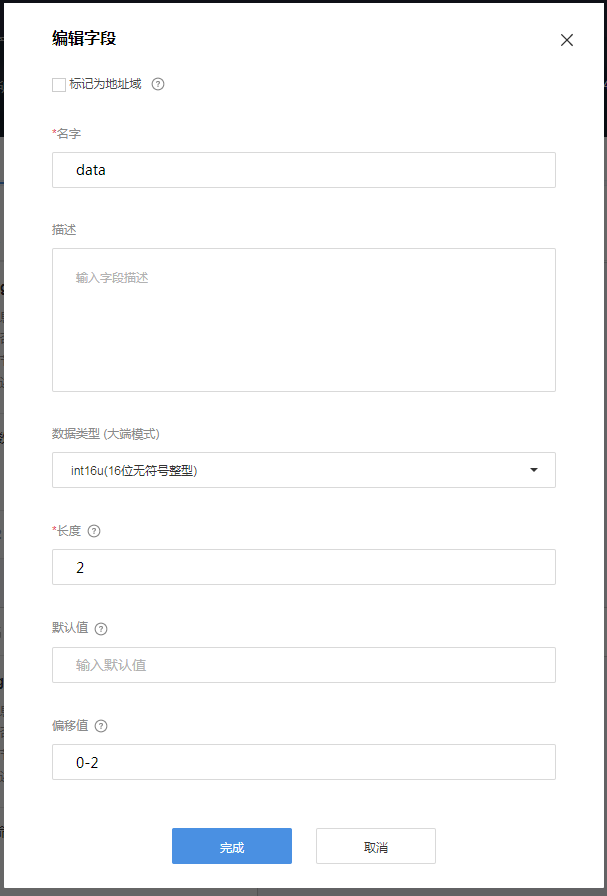 编辑字段
标记为地址域
*名字
data
描述
输入字段描述
数据类型 (大端模式)
int16u(16位无符号整型)
*长度
2
默认值
输入默认值
偏移值
0-2
完成
取消